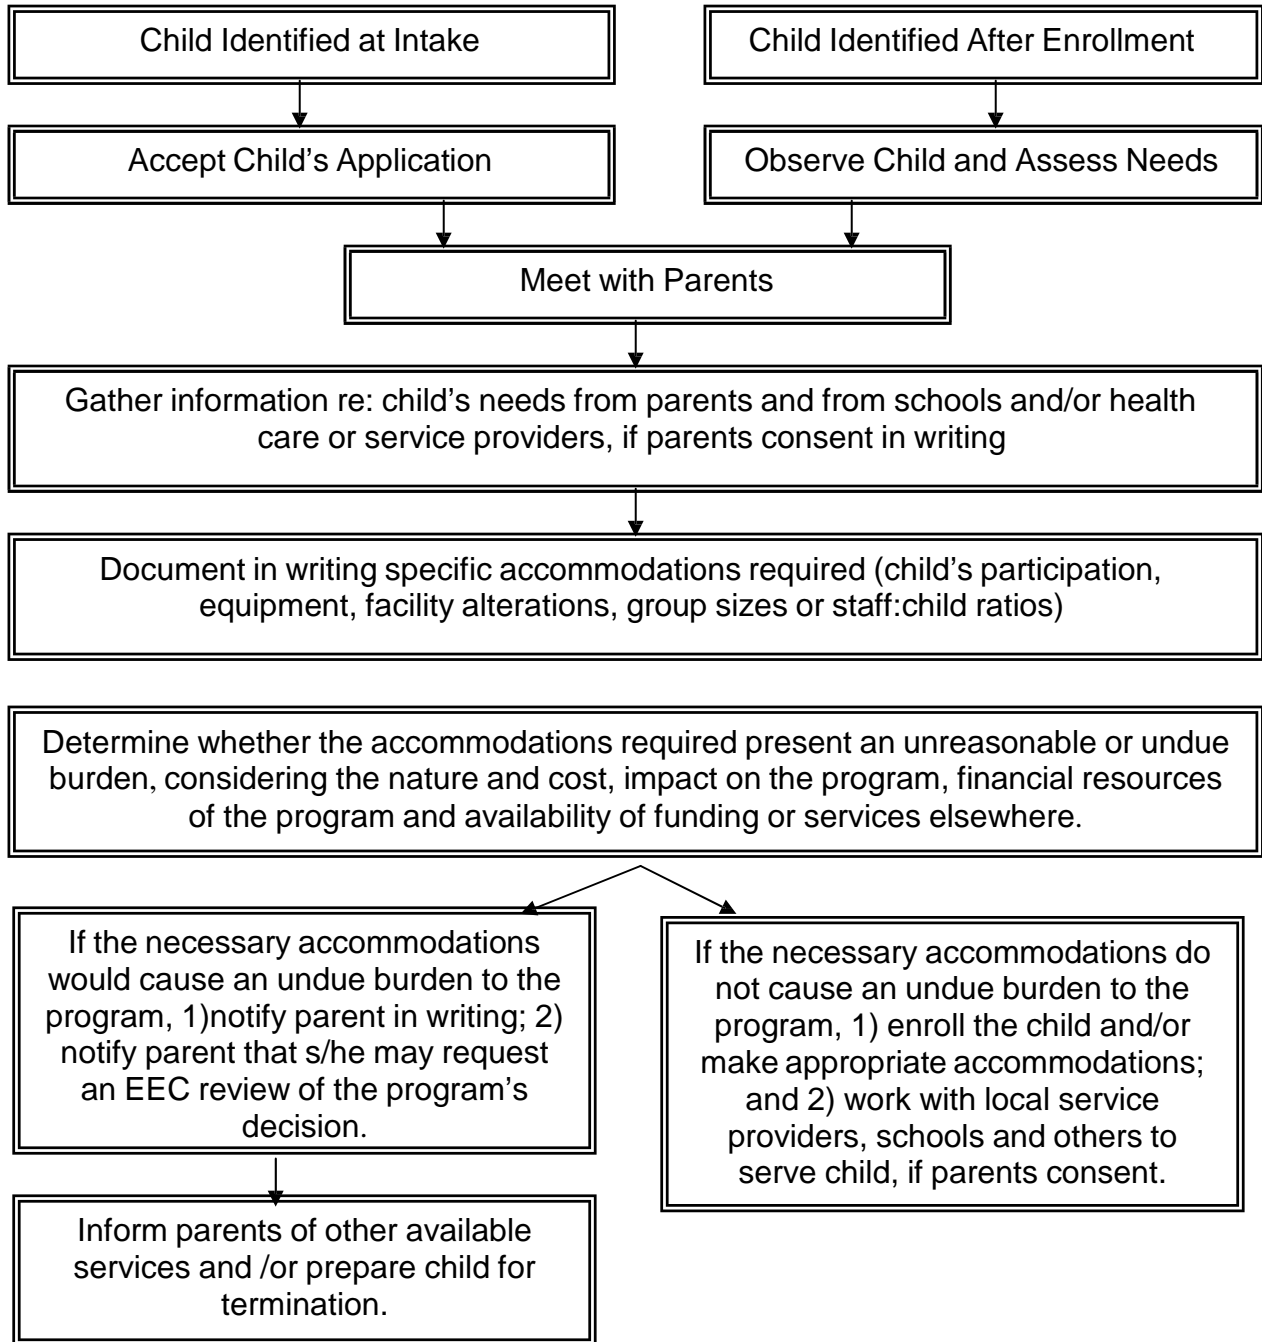 Child Identified at Intake
Child Identified After Enrollment
Accept Child's Application
Observe Child and Assess Needs
Meet with Parents
Gather information re: child's needs from parents and from schools and/or health
care or service providers, if parents consent in writing
Document in writing specific accommodations required (child's participation,
equipment, facility alterations, group sizes or staff:child ratios)
Determine whether the accommodations required present an unreasonable or undue
burden, considering the nature and cost, impact on the program, financial resources
of the program and availability of funding or services elsewhere.
If the necessary accommodations
would cause an undue burden to the
program, 1)notify parent in writing; 2)
notify parent that s/he may request
an EEC review of the program's
decision.
If the necessary accommodations do
not cause an undue burden to the
program, 1) enroll the child and/or
make appropriate accommodations;
and 2) work with local service
providers, schools and others to
serve child, if parents consent.
Inform parents of other available
services and /or prepare child for
termination.